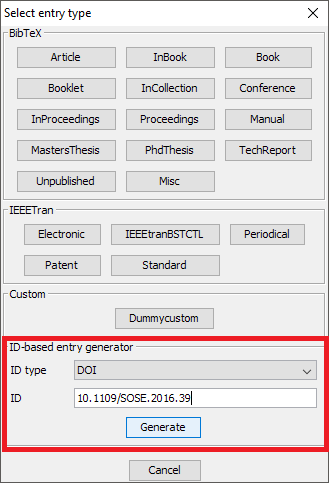 Select entry type
BibTeX
Article InBook Book
Booklet InCollection Conference
InProceedings Proceedings Manual
MastersThesis PhdThesis TechReport
Unpublished Misc
IEEETran
Electronic IEEEtranBSTCTL Periodical
Patent Standard
Custom
Dummycustom
ID-based entry generator
ID type DOI
ID 10.1109/SOSE.2016.39
Generate
Cancel